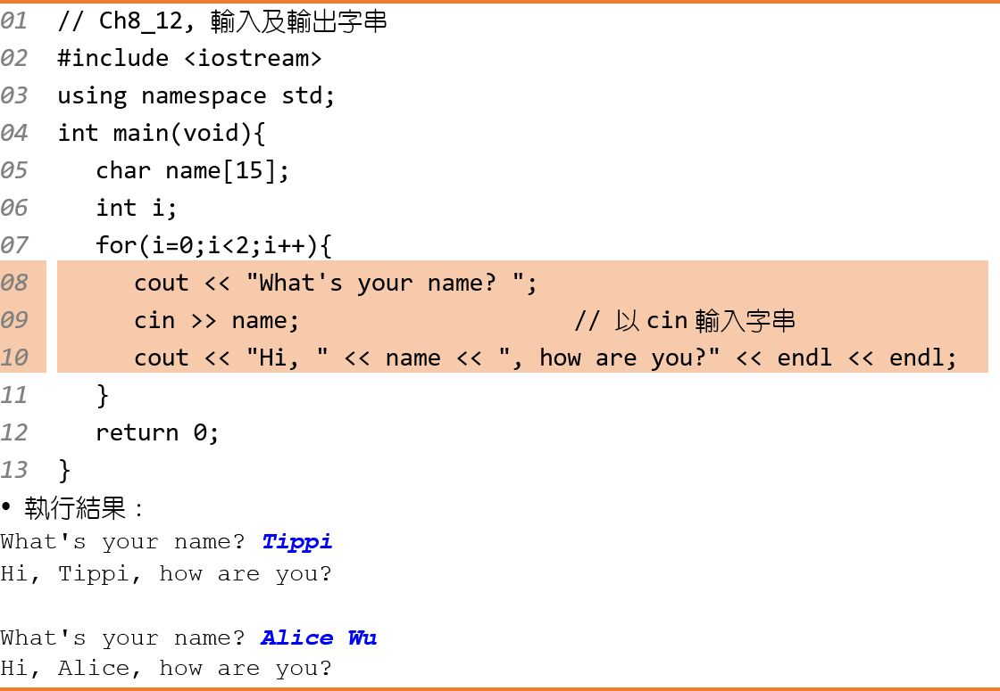 01 // Ch8_12, 輸入及輸出字串
02 #include <iostream>
03 using namespace std;
04 int main(void){
05 char name[15];
06 int i;
07 for(i=0;i<2;i++){
08 cout << "What's your name? ";
09 cin >> name; // 以 cin 輸入字串
10 cout << "Hi, " << name << ", how are you?" << endl << endl;
11 }
12 return 0;
13 }
• 執行結果：
What's your name? Tippi
Hi, Tippi, how are you?
What's your name? Alice Wu
Hi, Alice, how are you?